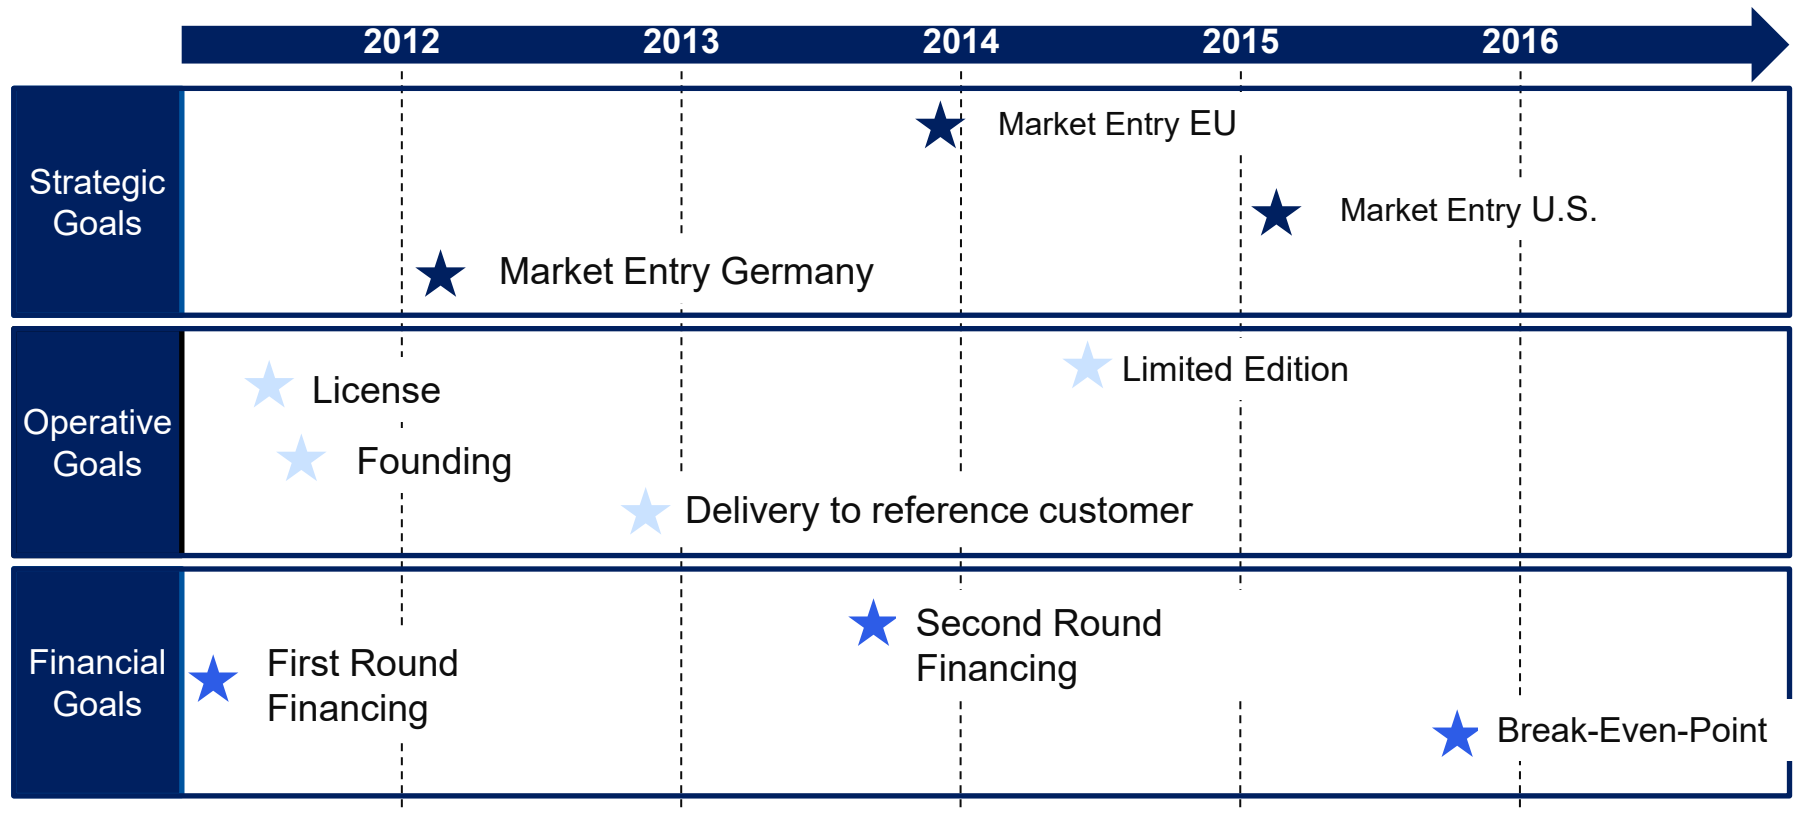 2012 2013 2014 2015 2016
Strategic
Goals
Market Entry EU
Market Entry U.S.
Market Entry Germany
Operative
Goals
License
Limited Edition
Founding
Delivery to reference customer
Financial
Goals
First Round
Financing
Second Round
Financing
Break-Even-Point